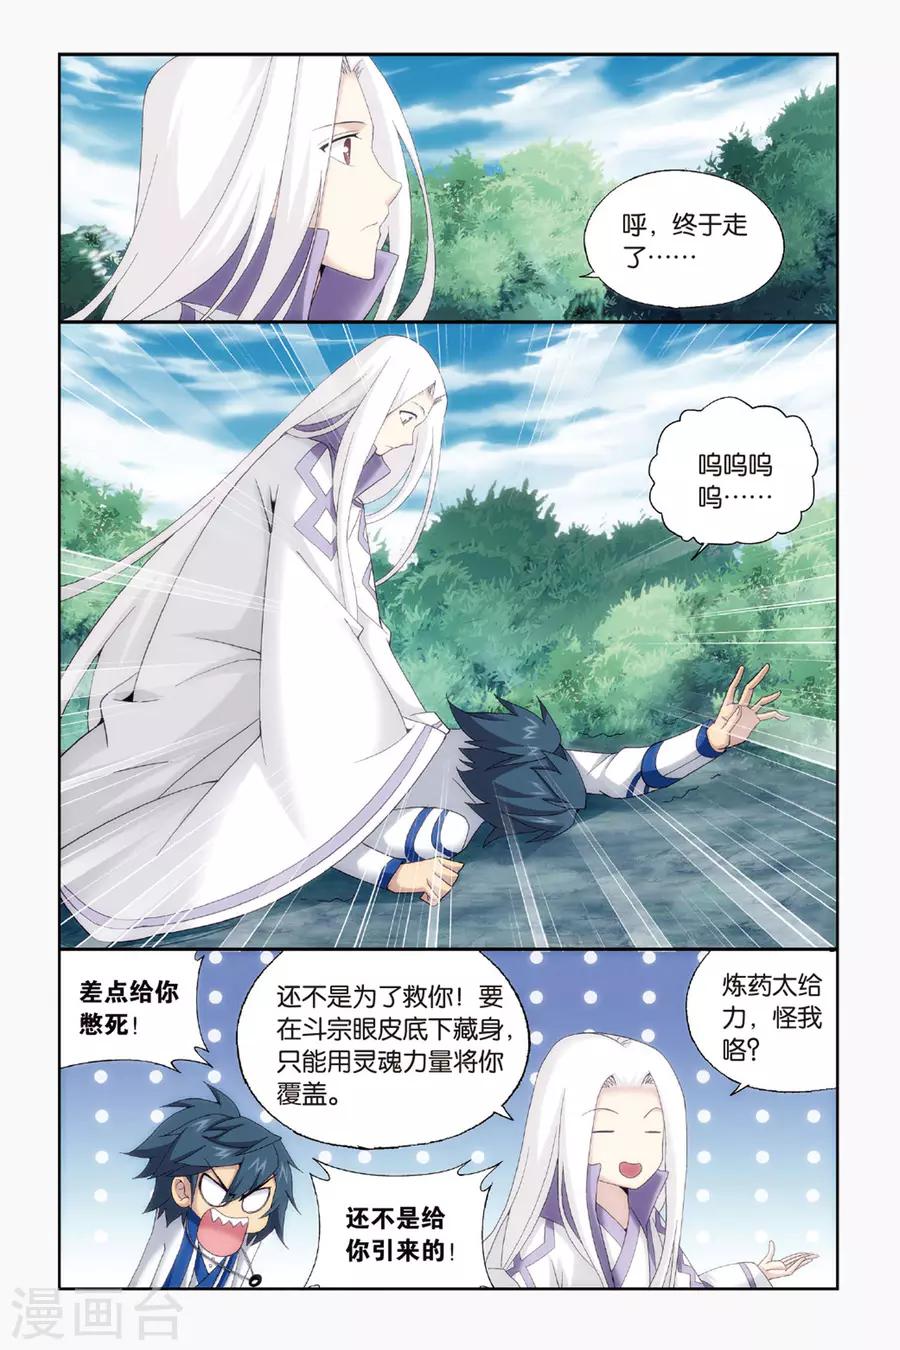 呼，终于走
了……
呜呜呜
呜……
差点给你
憋死！
还不是为了救你！要
在斗宗眼皮底下藏身，
只能用灵魂力量将你
覆盖。
还不是给
你引来的！
炼药太给
力，怪我
咯？
漫画台